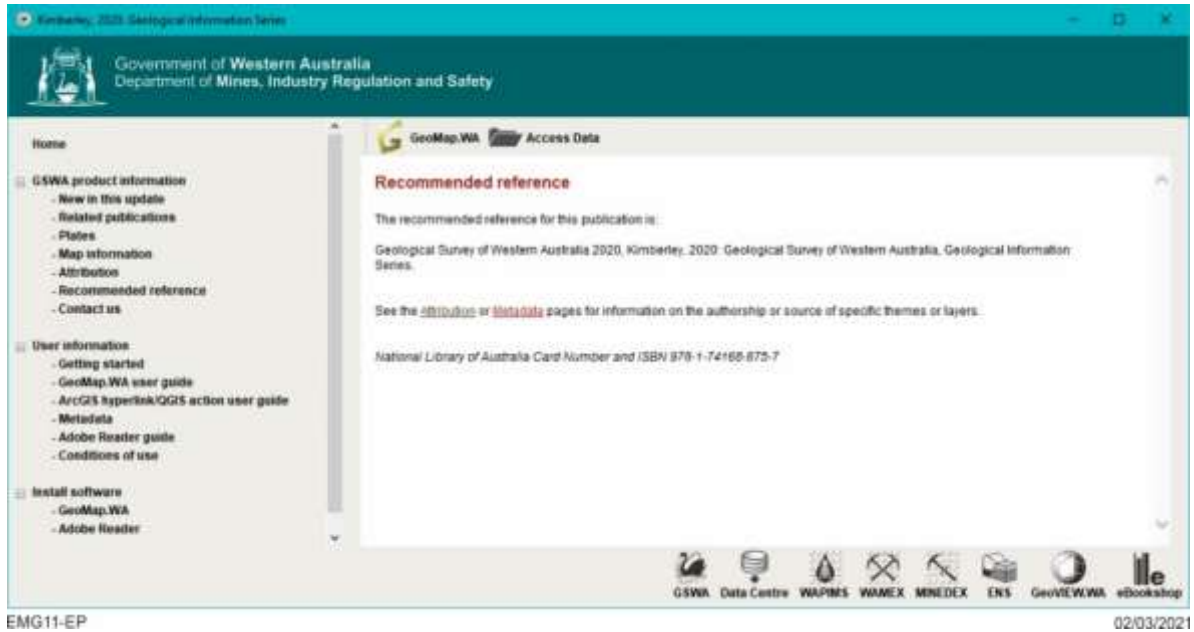 Kimberley, 2020: Geological Information Series
Government of Western Australia
Department of Mines, Industry Regulation and Safety
Home
GSWA product information
- New in this update
- Related publications
- Plates
- Map information
- Attribution
- Recommended reference
- Contact us
User information
- Getting started
- GeoMap.WA user guide
- ArcGIS hyperlink/QGIS action user guide
- Metadata
- Adobe Reader guide
- Conditions of use
Install software
- GeoMap.WA
- Adobe Reader
GeoMap.WA Access Data
Recommended reference
The recommended reference for this publication is:
Geological Survey of Western Australia 2020, Kimberley, 2020: Geological Survey of Western Australia, Geological Information
Series.
See the Attribution or Metadata pages for information on the authorship or source of specific themes or layers.
National Library of Australia Card Number and ISBN 978-1-74168-875-7
GSWA Data Centre WAPIMS WAMEX MINEDEX ENS GeoVIEW.WA eBookshop
EMG11-EP
02/03/2021